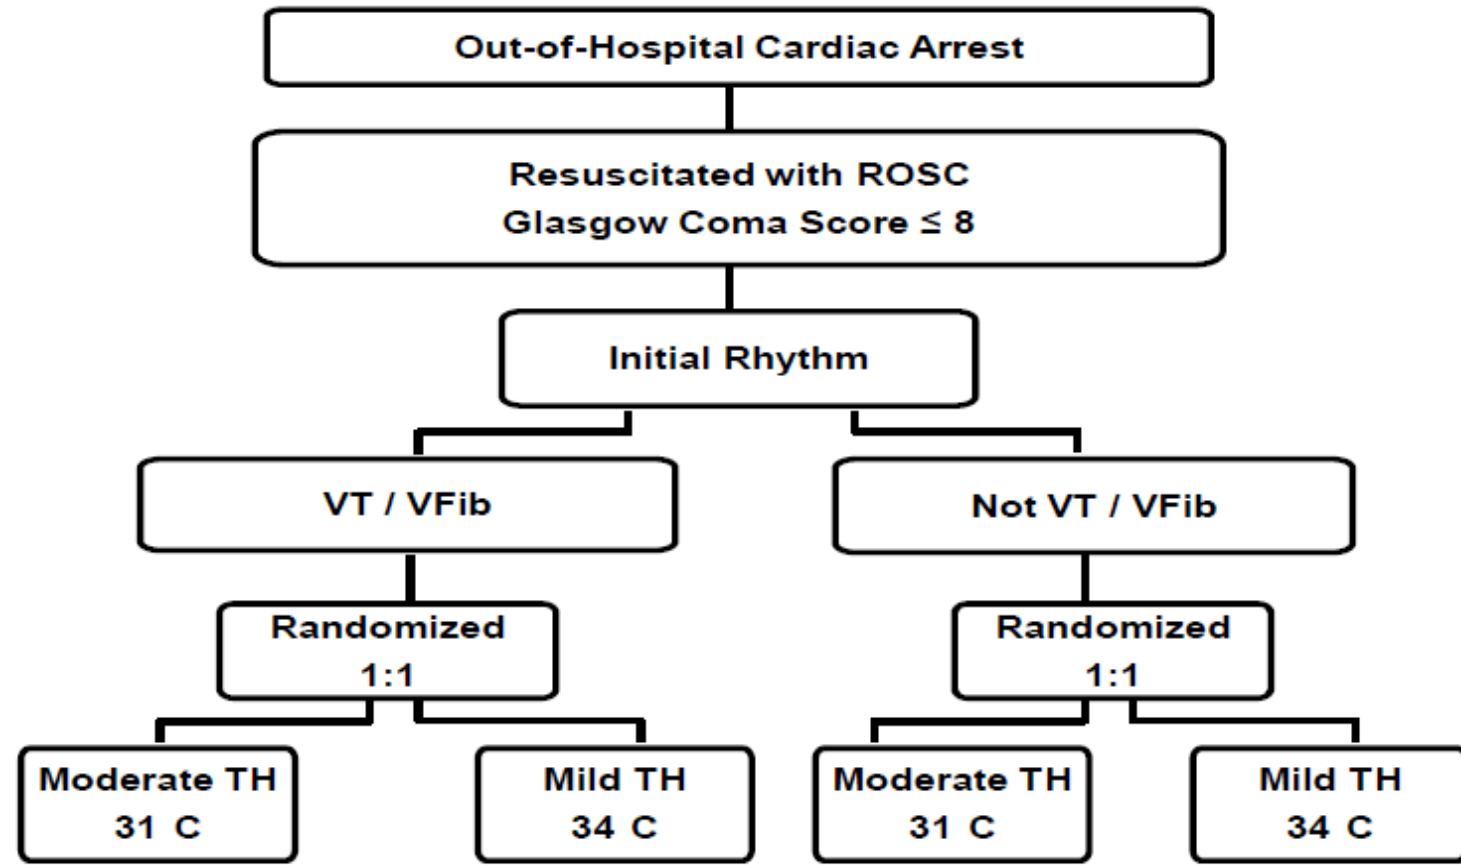 Out-of-Hospital Cardiac Arrest
Resuscitated with ROSC
Glasgow Coma Score ≤ 8
Initial Rhythm
VT / VFib
Not VT / VFib
Randomized
1:1
Randomized
1:1
Moderate TH
31 C
Mild TH
34 C
Moderate TH
31 C
Mild TH
34 C